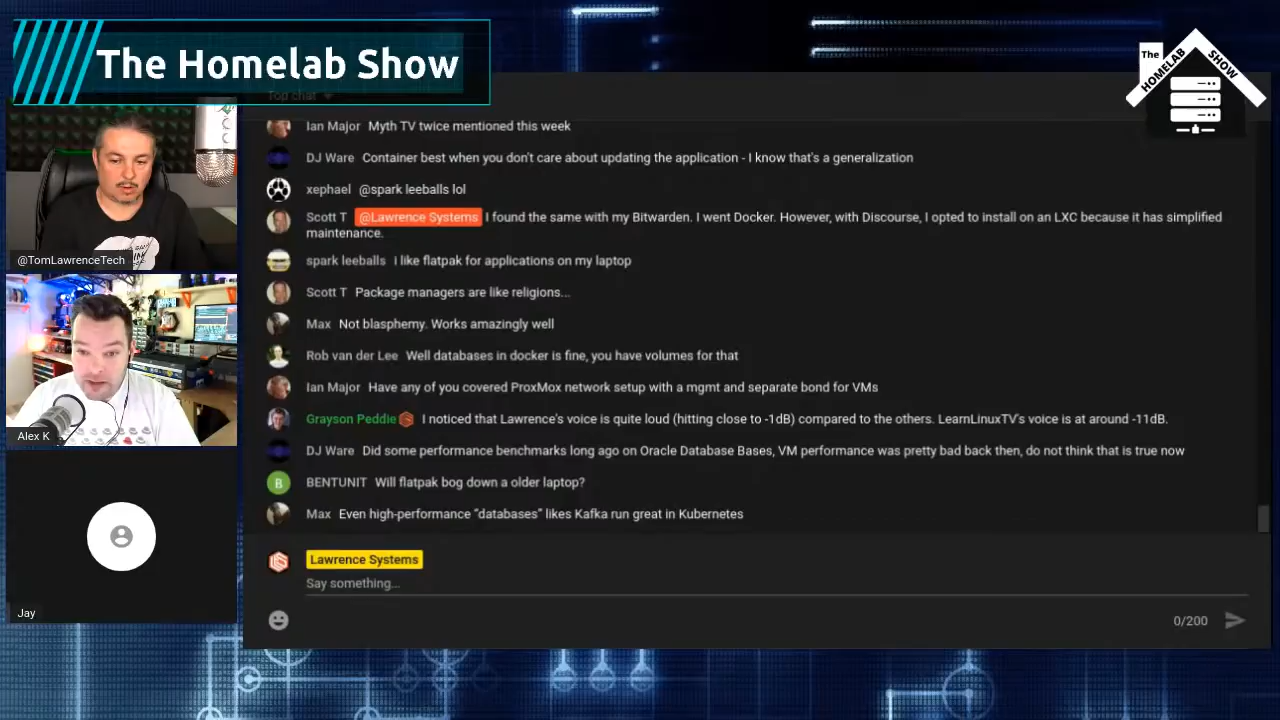 The Homelab Show
The
HOMELAB
SHOW
Top chat
Ian Major Myth TV twice mentioned this week
DJ Ware Container best when you don't care about updating the application - I know that's a generalization
xephael @spark leeballs lol
Scott T @Lawrence Systems I found the same with my Bitwarden. I went Docker. However, with Discourse, I opted to install on an LXC because it has simplified
maintenance.
spark leeballs i like flatpak for applications on my laptop
Scott T Package managers are like religions...
Max Not blasphemy. Works amazingly well
Rob van der Lee Well databases in docker is fine, you have volumes for that
Ian Major Have any of you covered ProxMox network setup with a mgmt and separate bond for VMs
Grayson Peddie I noticed that Lawrence's voice is quite loud (hitting close to -1dB) compared to the others. LearnLinuxTV's voice is at around -11dB.
DJ Ware Did some performance benchmarks long ago on Oracle Database Bases, VM performance was pretty bad back then, do not think that is true now
B BENTUNIT Will flatpak bog down a older laptop?
Max Even high-performance "databases" likes Kafka run great in Kubernetes
Lawrence Systems
Say something...
0/200
@TomLawrenceTech
Alex K
Jay